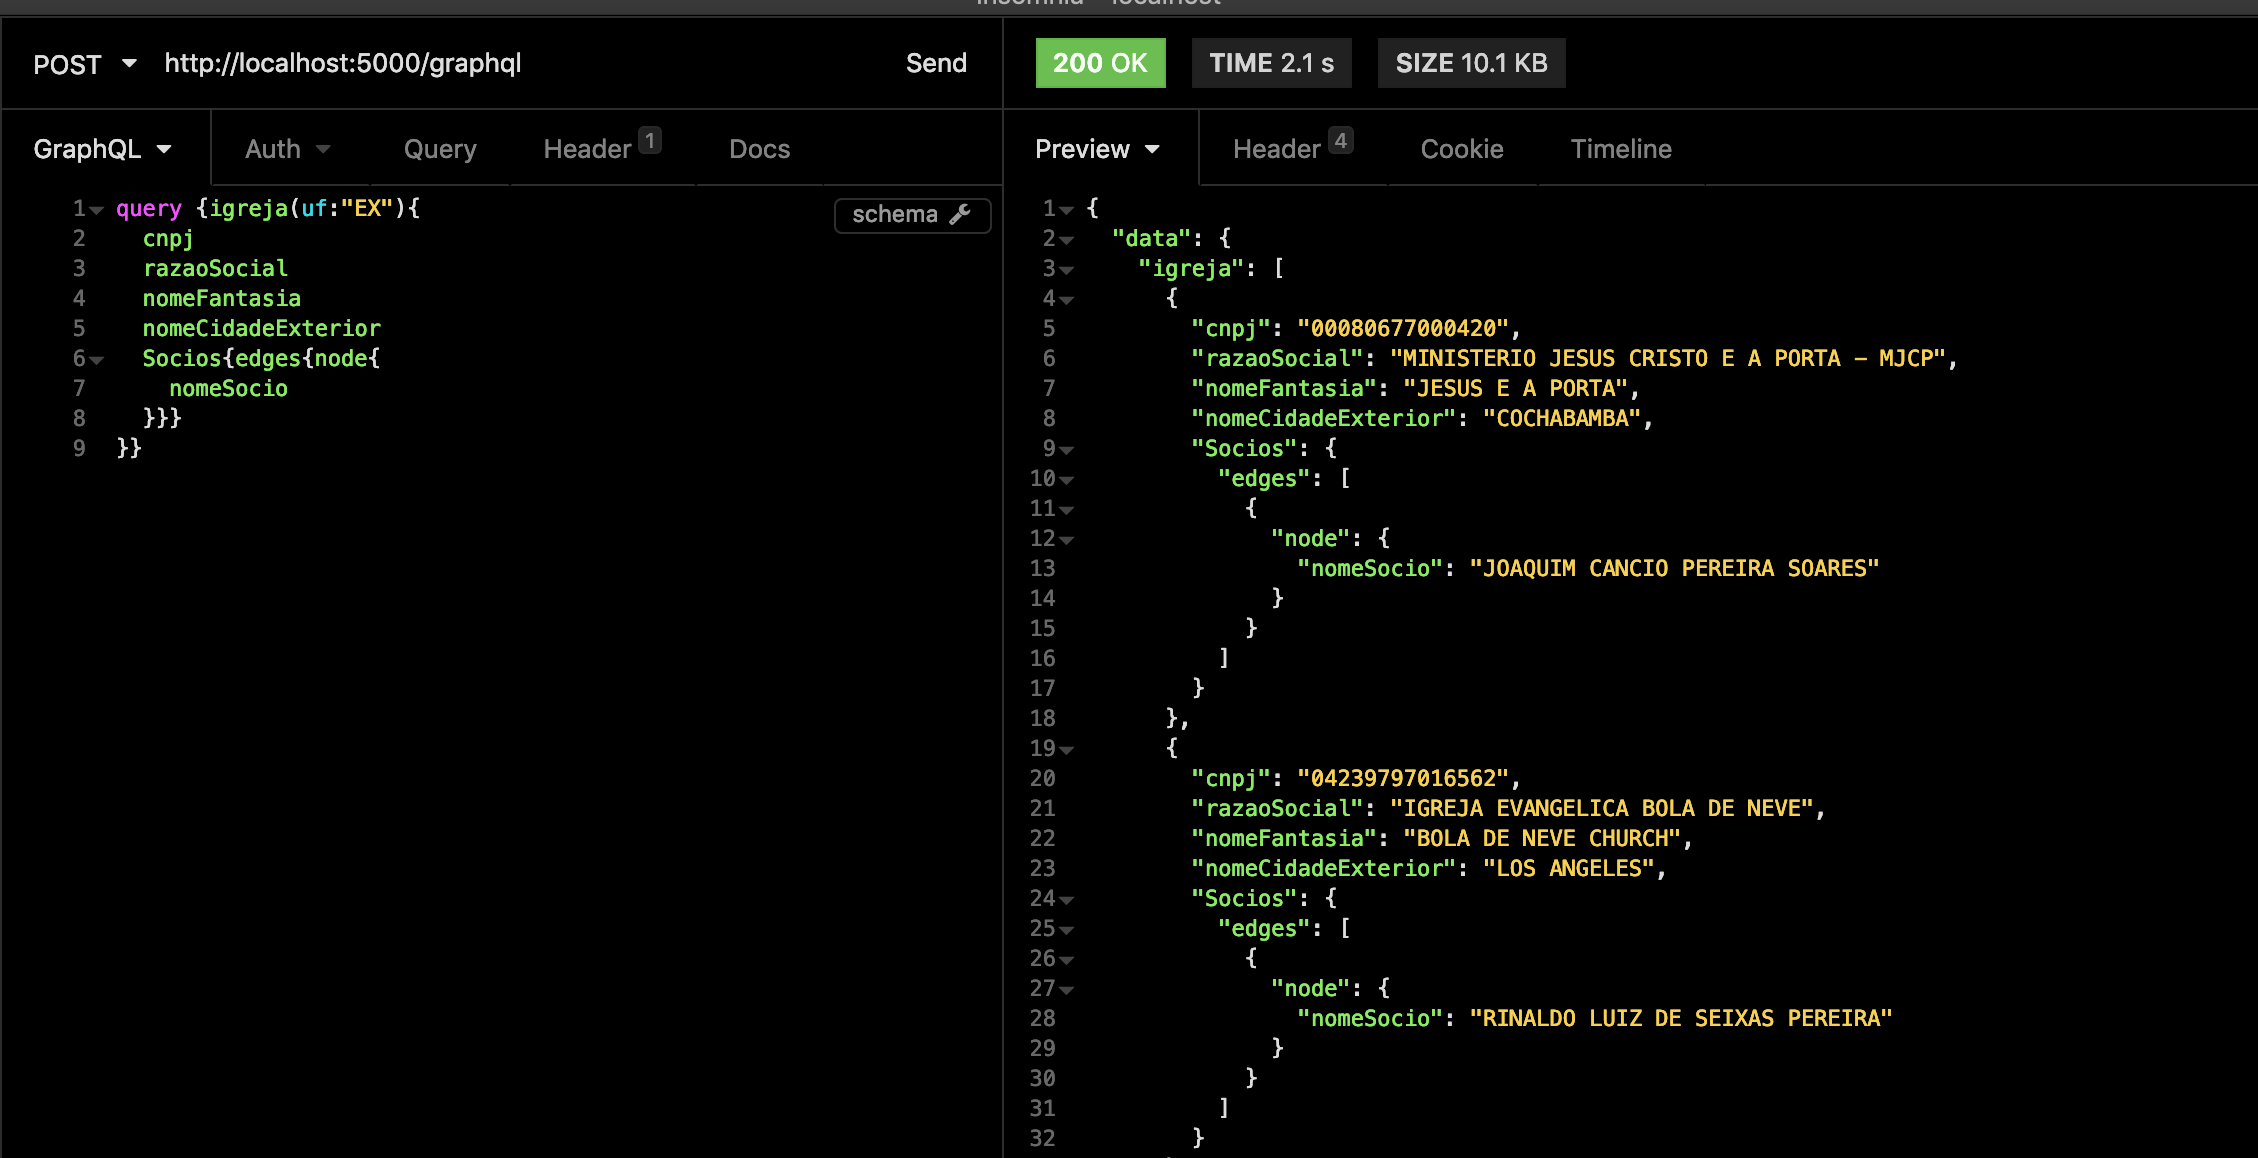 Insomnia – localhost
POST http://localhost:5000/graphql Send
200 OK TIME 2.1 s SIZE 10.1 KB
GraphQL Auth Query Header 1 Docs
Preview Header 4 Cookie Timeline
schema
1 query {igreja(uf:"EX"){
2 cnpj
3 razaoSocial
4 nomeFantasia
5 nomeCidadeExterior
6 Socios{edges{node{
7 nomeSocio
8 }}}
9 }}
1 {
2 "data": {
3 "igreja": [
4 {
5 "cnpj": "00080677000420",
6 "razaoSocial": "MINISTERIO JESUS CRISTO E A PORTA – MJCP",
7 "nomeFantasia": "JESUS E A PORTA",
8 "nomeCidadeExterior": "COCHABAMBA",
9 "Socios": {
10 "edges": [
11 {
12 "node": {
13 "nomeSocio": "JOAQUIM CANCIO PEREIRA SOARES"
14 }
15 }
16 ]
17 }
18 },
19 {
20 "cnpj": "04239797016562",
21 "razaoSocial": "IGREJA EVANGELICA BOLA DE NEVE",
22 "nomeFantasia": "BOLA DE NEVE CHURCH",
23 "nomeCidadeExterior": "LOS ANGELES",
24 "Socios": {
25 "edges": [
26 {
27 "node": {
28 "nomeSocio": "RINALDO LUIZ DE SEIXAS PEREIRA"
29 }
30 }
31 ]
32 }